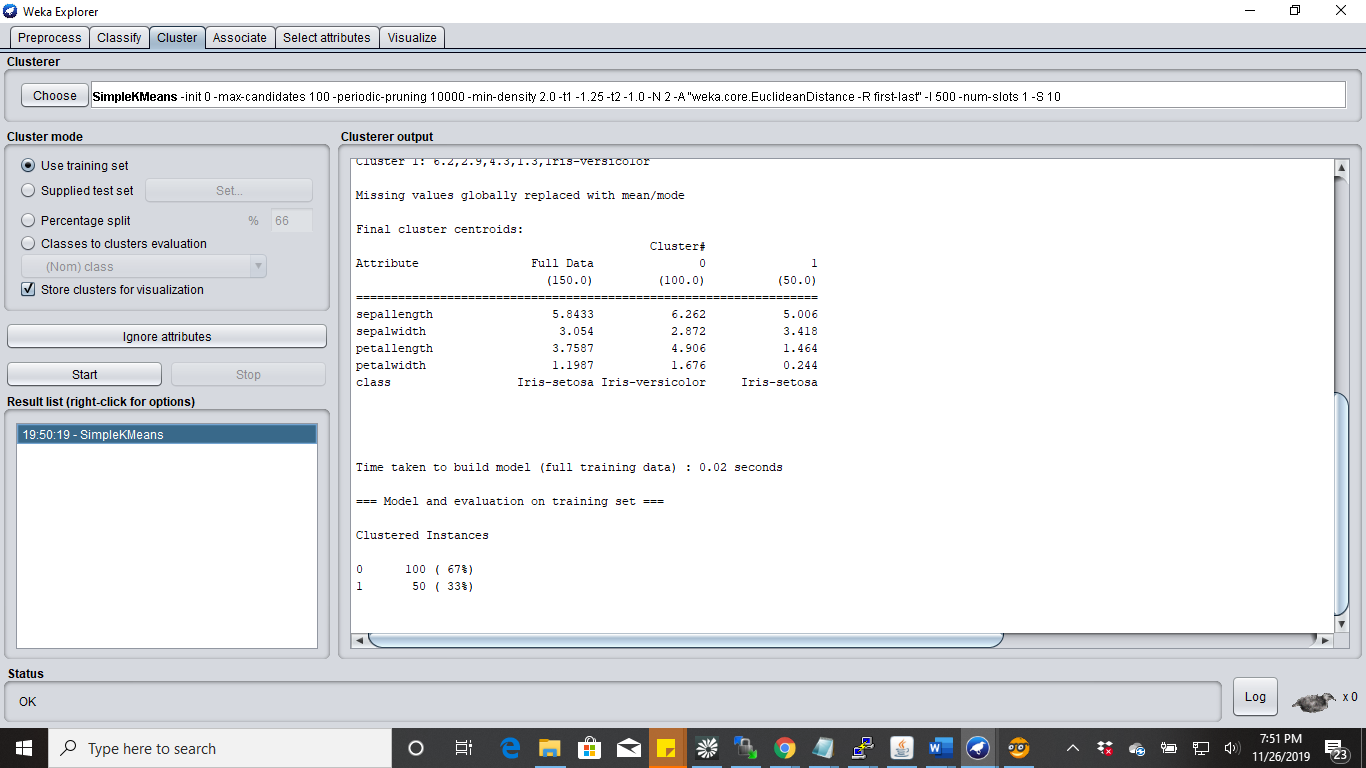 Weka Explorer
Preprocess Classify Cluster Associate Select attributes Visualize
Clusterer
Choose SimpleKMeans -init 0 -max-candidates 100 -periodic-pruning 10000 -min-density 2.0 -t1 -1.25 -t2 -1.0 -N 2 -A "weka.core.EuclideanDistance -R first-last" -I 500 -num-slots 1 -S 10
Cluster mode
Use training set
Supplied test set Set...
Percentage split % 66
Classes to clusters evaluation
(Nom) class
Store clusters for visualization
Ignore attributes
Start Stop
Result list (right-click for options)
19:50:19 - SimpleKMeans
Clusterer output
Cluster 1: 6.2,2.9,4.3,1.3,Iris-versicolor
Missing values globally replaced with mean/mode
Final cluster centroids:
Cluster#
Attribute Full Data 0 1
(150.0) (100.0) (50.0)
==================================================================
sepallength 5.8433 6.262 5.006
sepalwidth 3.054 2.872 3.418
petallength 3.7587 4.906 1.464
petalwidth 1.1987 1.676 0.244
class Iris-setosa Iris-versicolor Iris-setosa
Time taken to build model (full training data) : 0.02 seconds
=== Model and evaluation on training set ===
Clustered Instances
0 100 ( 67%)
1 50 ( 33%)
Status
OK
Log x 0
Type here to search
7:51 PM
11/26/2019
23